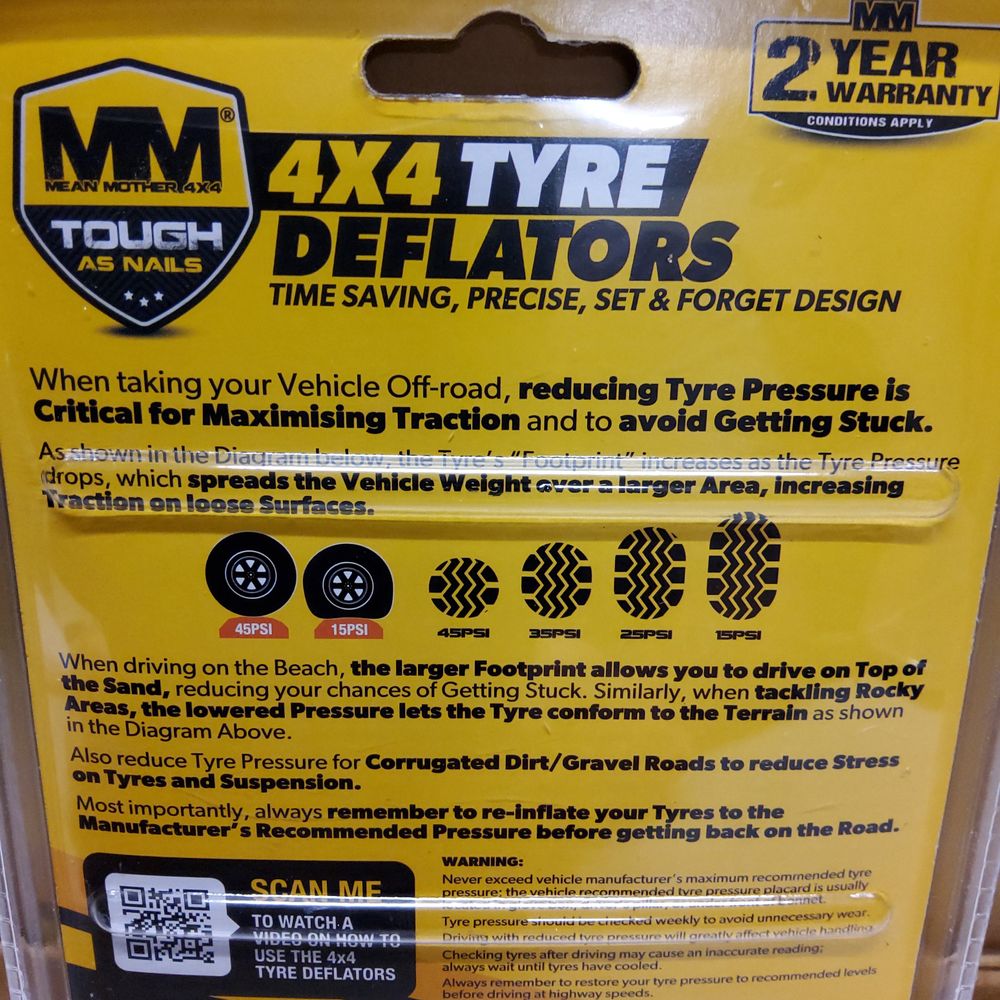 MM
2 YEAR
WARRANTY
CONDITIONS APPLY
MM®
MEAN MOTHER 4X4
TOUGH
AS NAILS
4X4 TYRE
DEFLATORS
TIME SAVING, PRECISE, SET & FORGET DESIGN
When taking your Vehicle Off-road, reducing Tyre Pressure is
Critical for Maximising Traction and to avoid Getting Stuck.
As shown in the Diagram below, the Tyre's "Footprint" increases as the Tyre Pressure
drops, which spreads the Vehicle Weight over a larger Area, increasing
Traction on loose Surfaces.
45PSI 15PSI 45PSI 35PSI 25PSI 15PSI
When driving on the Beach, the larger Footprint allows you to drive on Top of
the Sand, reducing your chances of Getting Stuck. Similarly, when tackling Rocky
Areas, the lowered Pressure lets the Tyre conform to the Terrain as shown
in the Diagram Above.
Also reduce Tyre Pressure for Corrugated Dirt/Gravel Roads to reduce Stress
on Tyres and Suspension.
Most importantly, always remember to re-inflate your Tyres to the
Manufacturer's Recommended Pressure before getting back on the Road.
SCAN ME
TO WATCH A
VIDEO ON HOW TO
USE THE 4x4
TYRE DEFLATORS
WARNING:
Never exceed vehicle manufacturer's maximum recommended tyre
pressure; the vehicle recommended tyre pressure placard is usually
bonnet.
Tyre pressure should be checked weekly to avoid unnecessary wear.
Driving with reduced tyre pressure will greatly affect vehicle handling.
Checking tyres after driving may cause an inaccurate reading;
always wait until tyres have cooled.
Always remember to restore your tyre pressure to recommended levels
before driving at highway speeds.